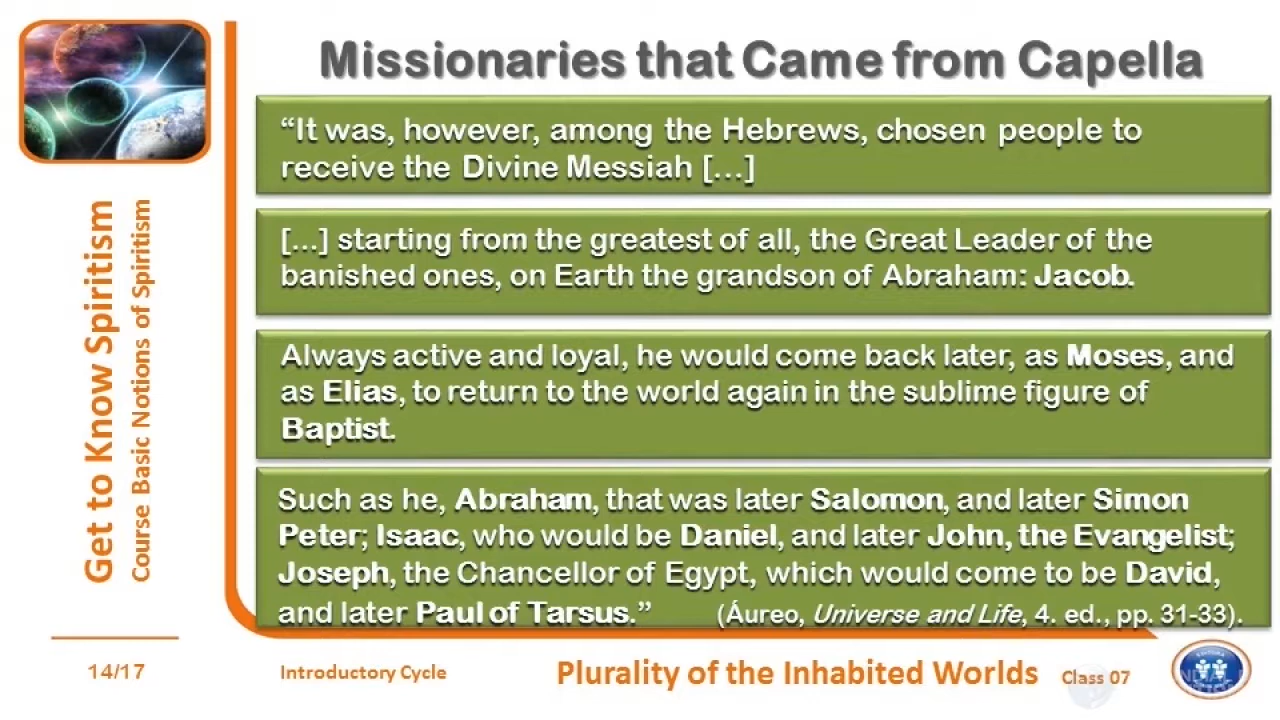 Missionaries that Came from Capella
“It was, however, among the Hebrews, chosen people to
receive the Divine Messiah [...]
[...] starting from the greatest of all, the Great Leader of the
banished ones, on Earth the grandson of Abraham: Jacob.
Always active and loyal, he would come back later, as Moses, and
as Elias, to return to the world again in the sublime figure of
Baptist.
Such as he, Abraham, that was later Salomon, and later Simon
Peter; Isaac, who would be Daniel, and later John, the Evangelist;
Joseph, the Chancellor of Egypt, which would come to be David,
and later Paul of Tarsus.” (Áureo, Universe and Life, 4. ed., pp. 31-33).
Get to Know Spiritism
Course Basic Notions of Spiritism
14/17
Introductory Cycle
Plurality of the Inhabited Worlds
Class 07